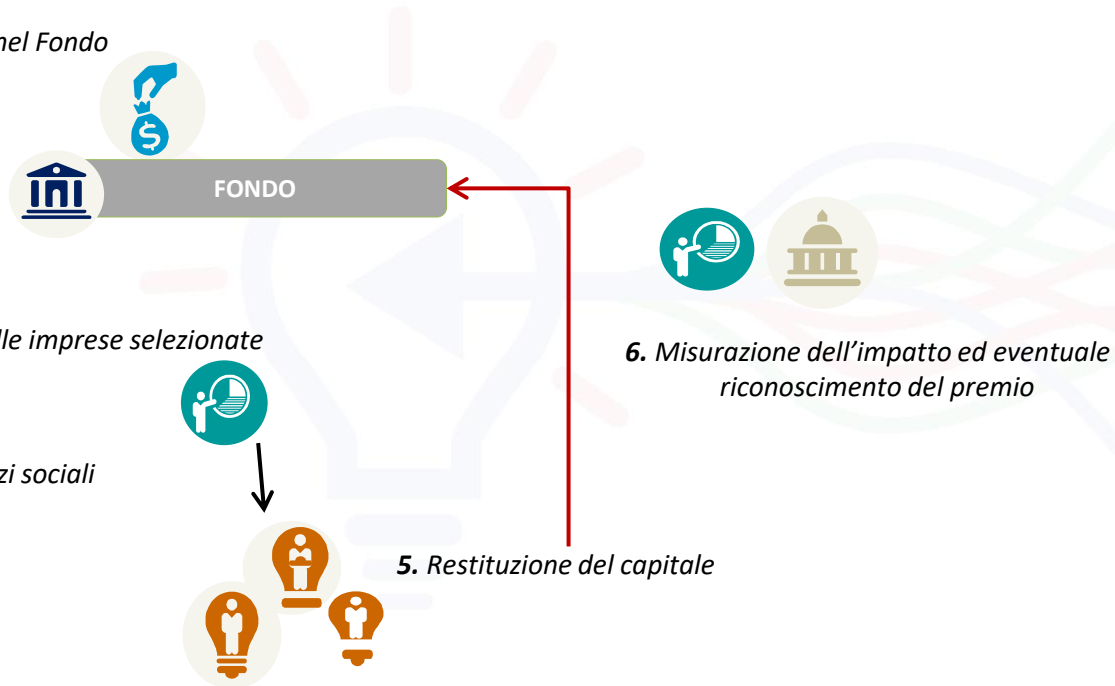 nel Fondo
FONDO
lle imprese selezionate
6. Misurazione dell’impatto ed eventuale
riconoscimento del premio
zi sociali
5. Restituzione del capitale